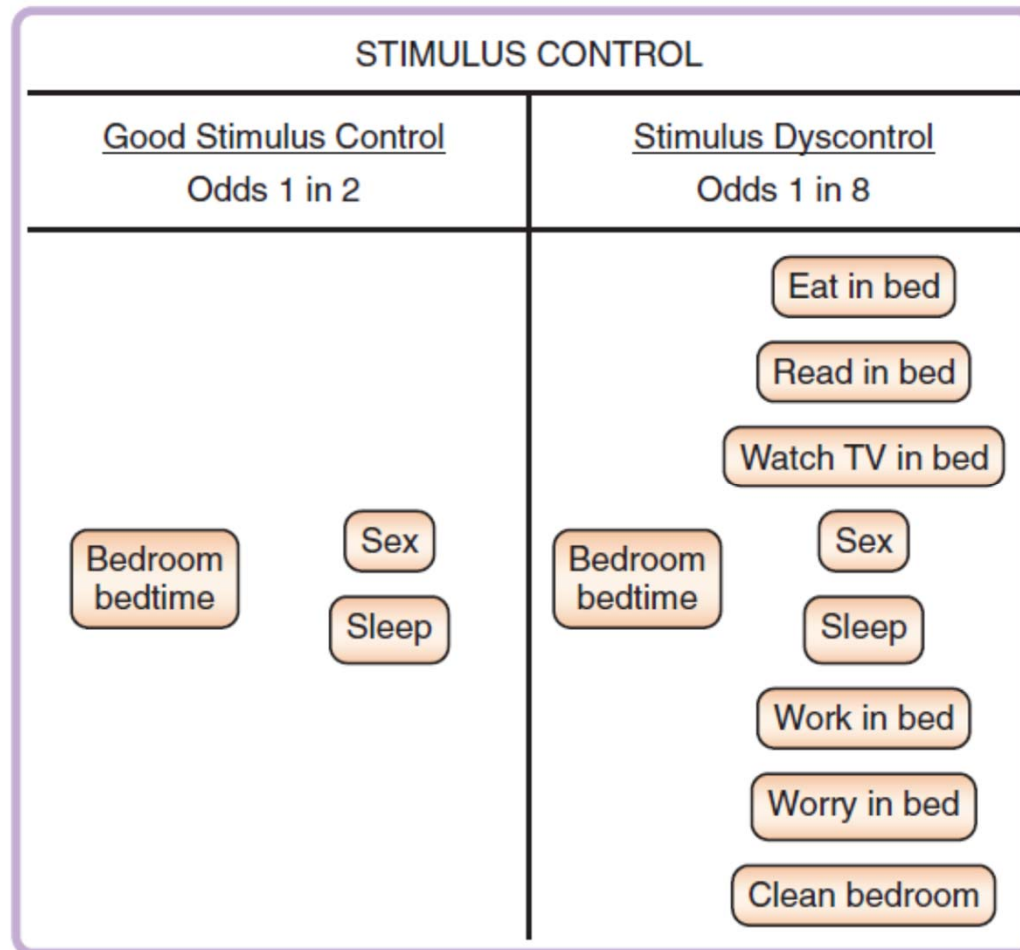 STIMULUS CONTROL
Good Stimulus Control
Odds 1 in 2
Bedroom
bedtime
Sex
Sleep
Stimulus Dyscontrol
Odds 1 in 8
Bedroom
bedtime
Eat in bed
Read in bed
Watch TV in bed
Sex
Sleep
Work in bed
Worry in bed
Clean bedroom